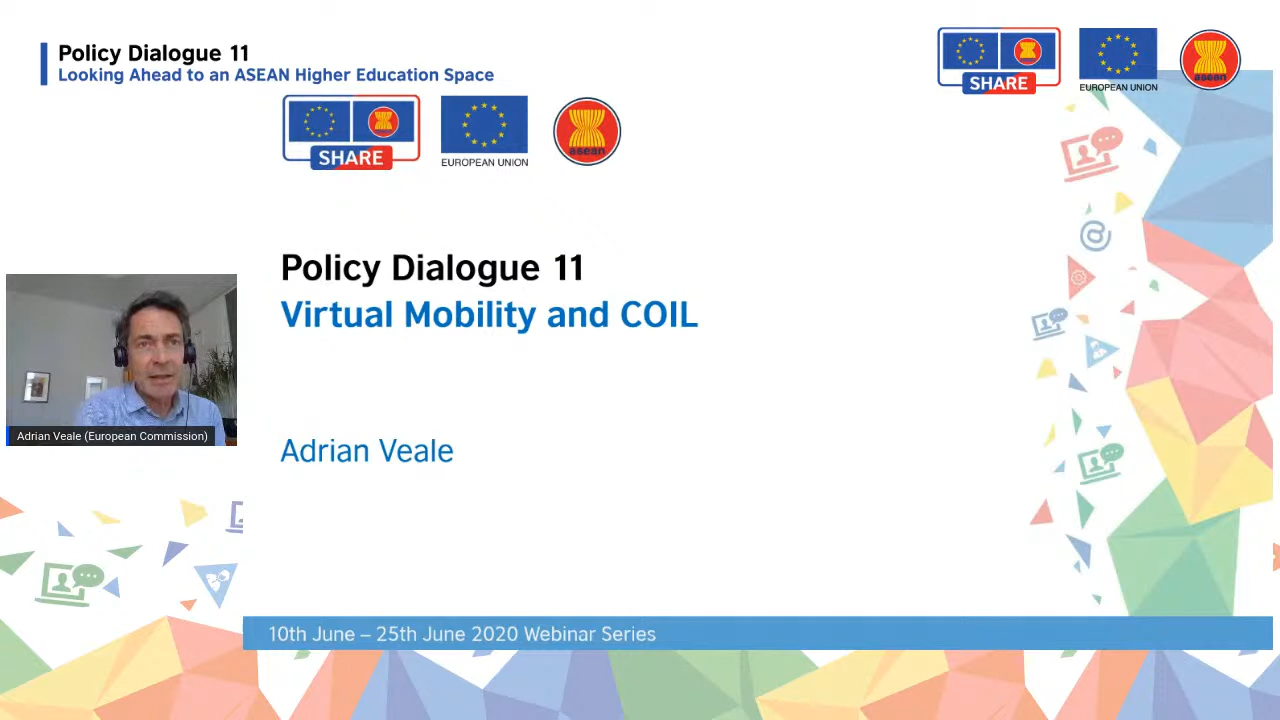 Policy Dialogue 11
Looking Ahead to an ASEAN Higher Education Space
SHARE
EUROPEAN UNION
asean
SHARE
EUROPEAN UNION
asean
Policy Dialogue 11
Virtual Mobility and COIL
Adrian Veale (European Commission)
Adrian Veale
10th June – 25th June 2020 Webinar Series